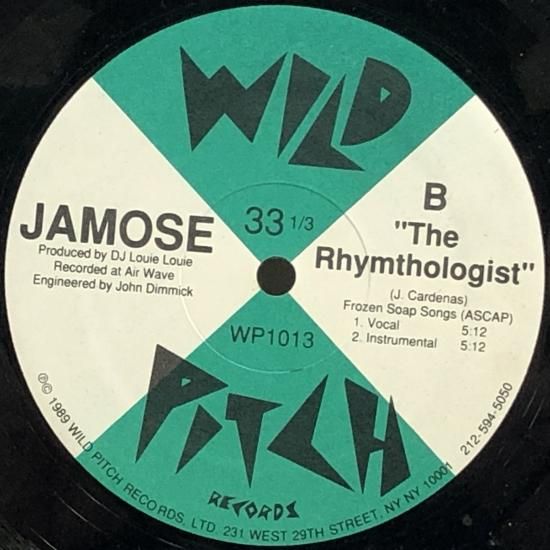 WILD
33 1/3
JAMOSE
Produced by DJ Louie Louie
Recorded at Air Wave
Engineered by John Dimmick
B
"The
Rhymthologist"
(J. Cardenas)
Frozen Soap Songs (ASCAP)
1. Vocal 5:12
2. Instrumental 5:12
WP1013
PITCH
RECORDS
℗© 1989 WILD PITCH RECORDS, LTD. 231 WEST 29TH STREET, NY NY 10001 212-594-5050